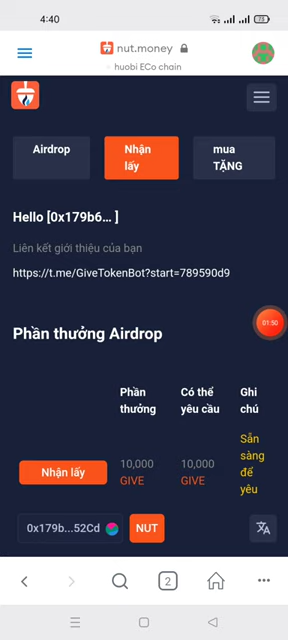 4:40
78
nut.money
huobi ECo chain
Airdrop
Nhận
lấy
mua
TẶNG
Hello [0x179b6... ]
Liên kết giới thiệu của bạn
https://t.me/GiveTokenBot?start=789590d9
01:50
Phần thưởng Airdrop
Phần
thưởng
Có thể
yêu cầu
Ghi
chú
Nhận lấy
10,000
GIVE
10,000
GIVE
Sẵn
sàng
để
yêu
0x179b...52Cd
NUT
2